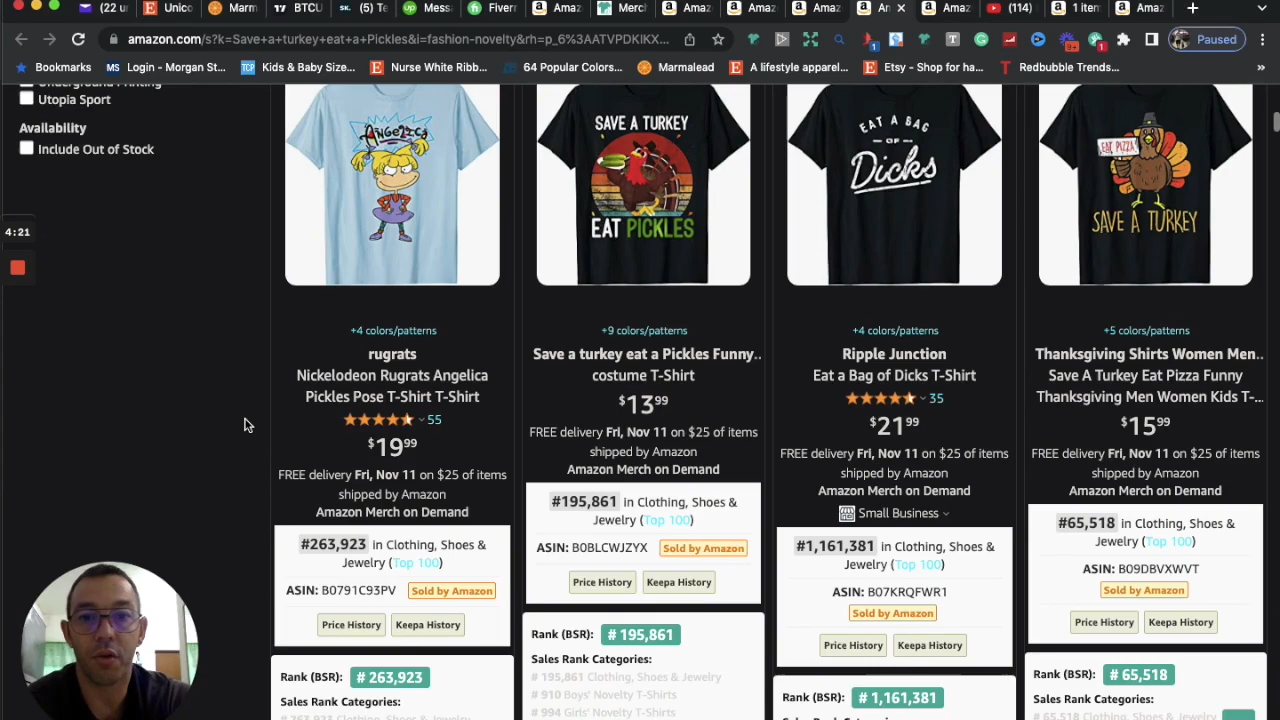 (22 un
Unico
Marm
BTCU
(5) Te
Mess
Fiverr
Amaz
Merch
Amaz
Amaz
Amaz
Am
Amaz
(114)
1 item
Amaz
amazon.com/s?k=Save+a+turkey+eat+a+Pickles&i=fashion-novelty&rh=p_6%3AATVPDKIKX...
Paused
Bookmarks
Login - Morgan St...
Kids & Baby Size...
Nurse White Ribb...
64 Popular Colors...
Marmalead
A lifestyle apparel...
Etsy - Shop for ha...
Redbubble Trends...
»
Underground Printing
Utopia Sport
Availability
Include Out of Stock
4:21
ANGELICA
SAVE A TURKEY
EAT PICKLES
EAT A BAG
OF
Dicks
EAT PIZZA!
SAVE A TURKEY
+4 colors/patterns
rugrats
Nickelodeon Rugrats Angelica
Pickles Pose T-Shirt T-Shirt
55
$19.99
FREE delivery Fri, Nov 11 on $25 of items
shipped by Amazon
Amazon Merch on Demand
#263,923 in Clothing, Shoes &
Jewelry (Top 100)
ASIN: B0791C93PV Sold by Amazon
Price History Keepa History
Rank (BSR): # 263,923
Sales Rank Categories:
# 263,923 Clothing, Shoes & Jewelry
+9 colors/patterns
Save a turkey eat a Pickles Funny..
costume T-Shirt
$13.99
FREE delivery Fri, Nov 11 on $25 of items
shipped by Amazon
Amazon Merch on Demand
#195,861 in Clothing, Shoes &
Jewelry (Top 100)
ASIN: B0BLCWJZYX Sold by Amazon
Price History Keepa History
Rank (BSR): # 195,861
Sales Rank Categories:
# 195,861 Clothing, Shoes & Jewelry
# 910 Boys' Novelty T-Shirts
# 994 Girls' Novelty T-Shirts
+4 colors/patterns
Ripple Junction
Eat a Bag of Dicks T-Shirt
35
$21.99
FREE delivery Fri, Nov 11 on $25 of items
shipped by Amazon
Amazon Merch on Demand
Small Business
#1,161,381 in Clothing, Shoes &
Jewelry (Top 100)
ASIN: B07KRQFWR1
Sold by Amazon
Price History Keepa History
Rank (BSR): # 1,161,381
+5 colors/patterns
Thanksgiving Shirts Women Men..
Save A Turkey Eat Pizza Funny
Thanksgiving Men Women Kids T-...
$15.99
FREE delivery Fri, Nov 11 on $25 of items
shipped by Amazon
Amazon Merch on Demand
#65,518 in Clothing, Shoes &
Jewelry (Top 100)
ASIN: B09DBVXWVT
Sold by Amazon
Price History Keepa History
Rank (BSR): # 65,518
Sales Rank Categories:
# 65,518 Clothing, Shoes & Jewelry